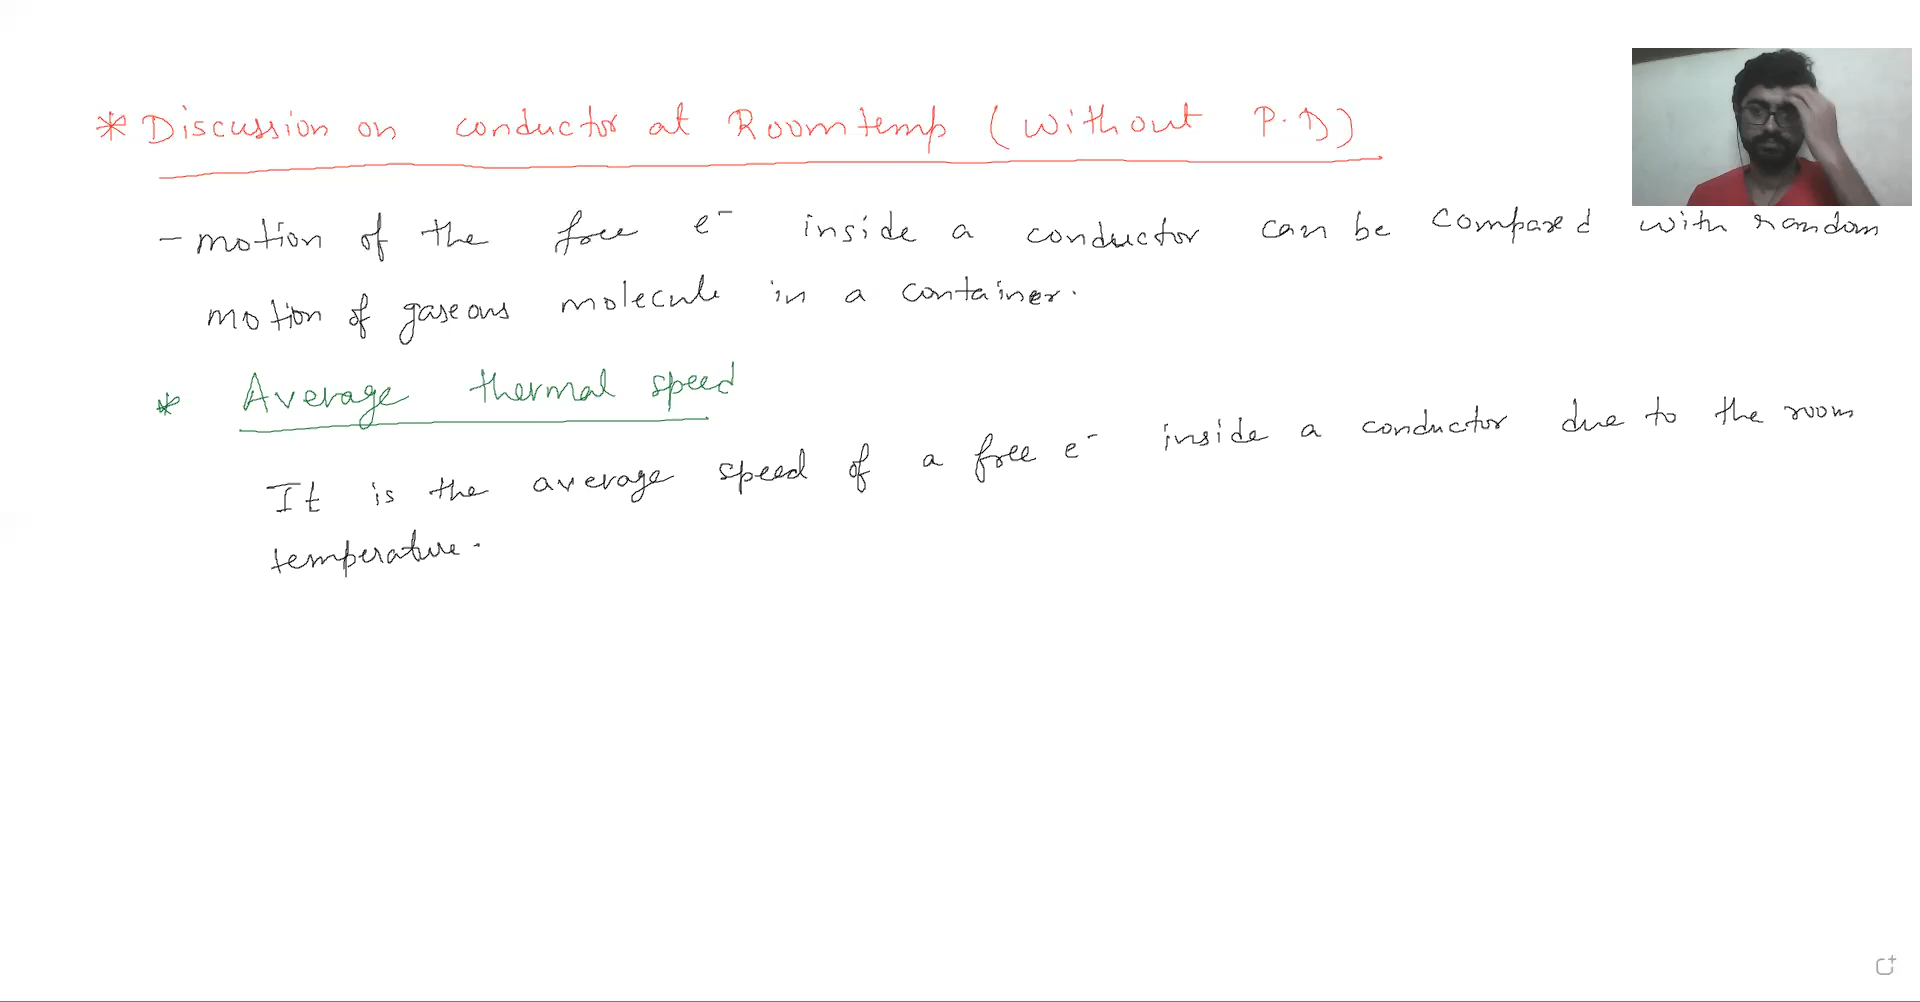 * Discussion on conductor at Room temp (without P.D)
- motion of the free e⁻ inside a conductor can be compared with random
motion of gaseous molecule in a container.
* Average thermal speed
It is the average speed of a free e⁻ inside a conductor due to the room
temperature.